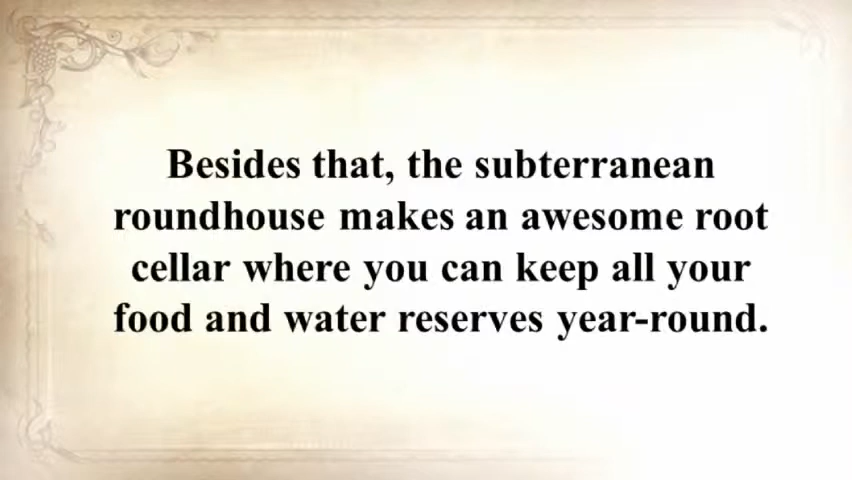 Besides that, the subterranean
roundhouse makes an awesome root
cellar where you can keep all your
food and water reserves year-round.